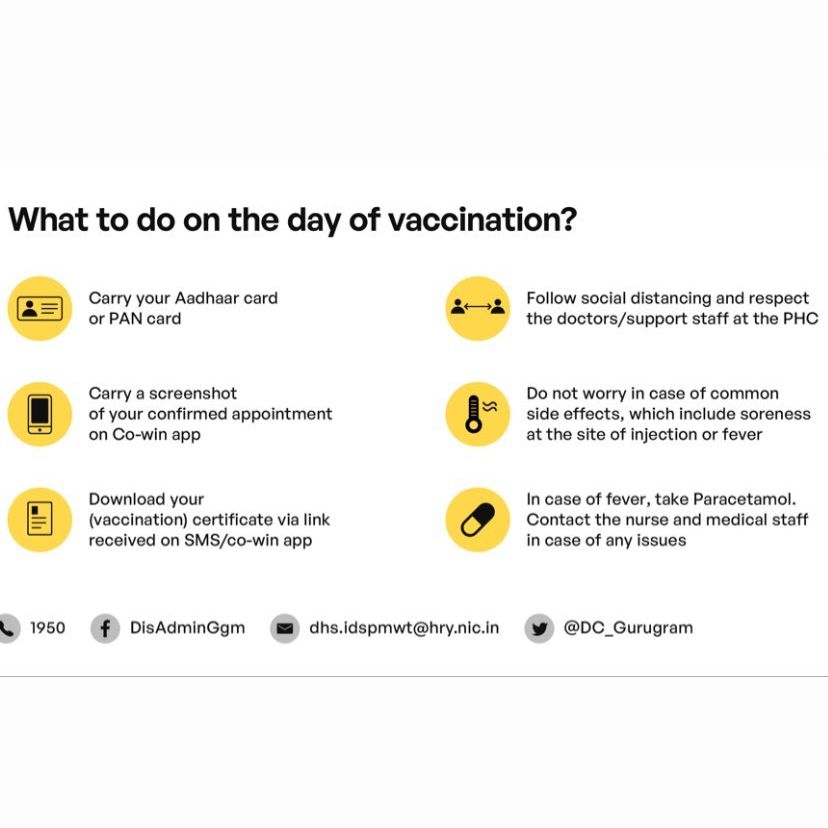 What to do on the day of vaccination?
Carry your Aadhaar card
or PAN card
Carry a screenshot
of your confirmed appointment
on Co-win app
Download your
(vaccination) certificate via link
received on SMS/co-win app
Follow social distancing and respect
the doctors/support staff at the PHC
Do not worry in case of common
side effects, which include soreness
at the site of injection or fever
In case of fever, take Paracetamol.
Contact the nurse and medical staff
in case of any issues
1950 DisAdminGgm dhs.idspmwt@hry.nic.in @DC_Gurugram